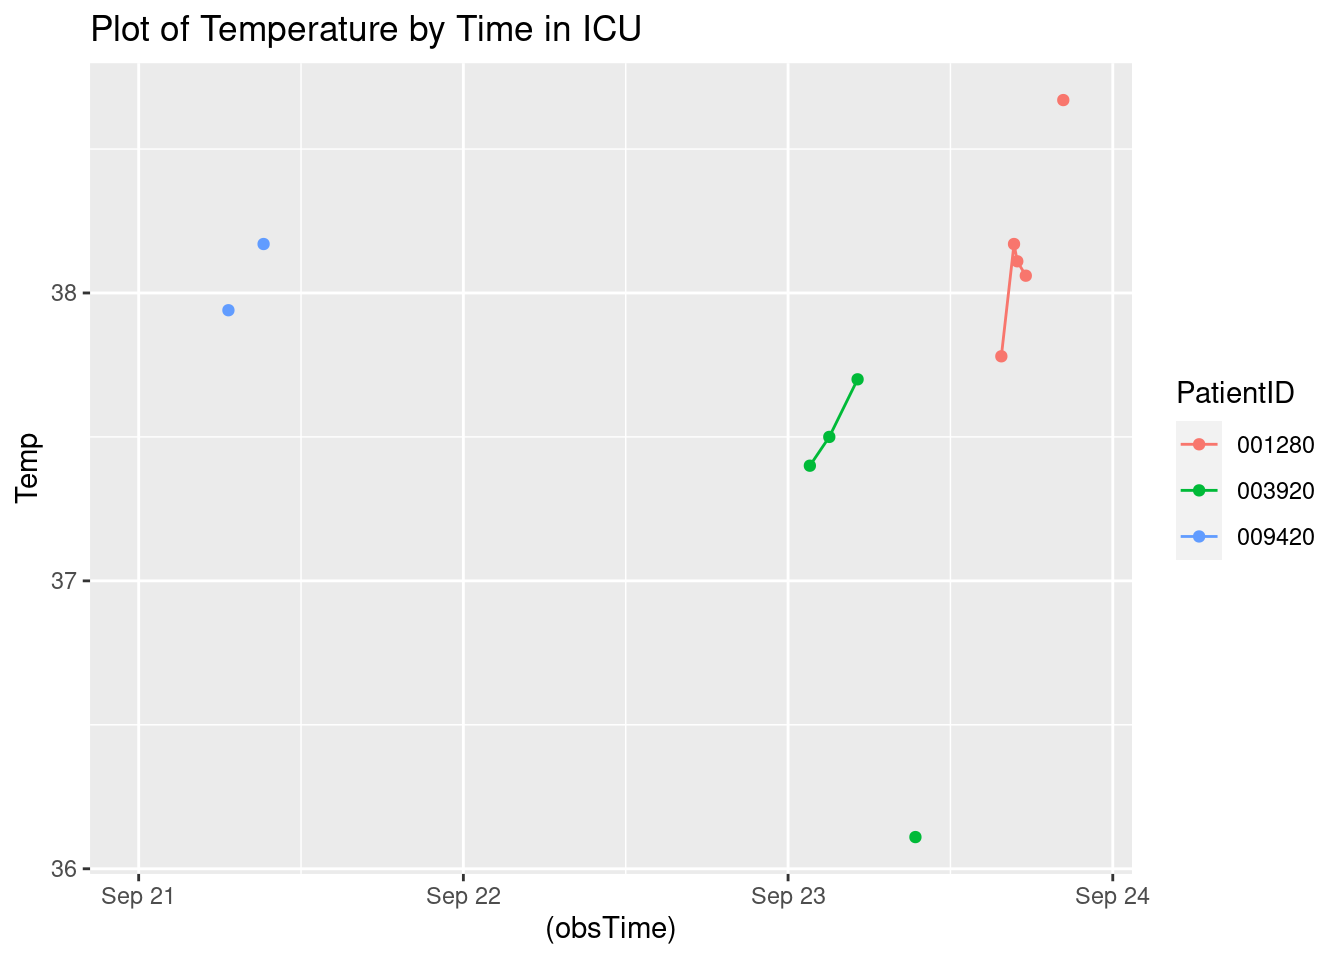 Plot of Temperature by Time in ICU
Temp
38
37
36
Sep 21
Sep 22
Sep 23
Sep 24
(obsTime)
PatientID
001280
003920
009420